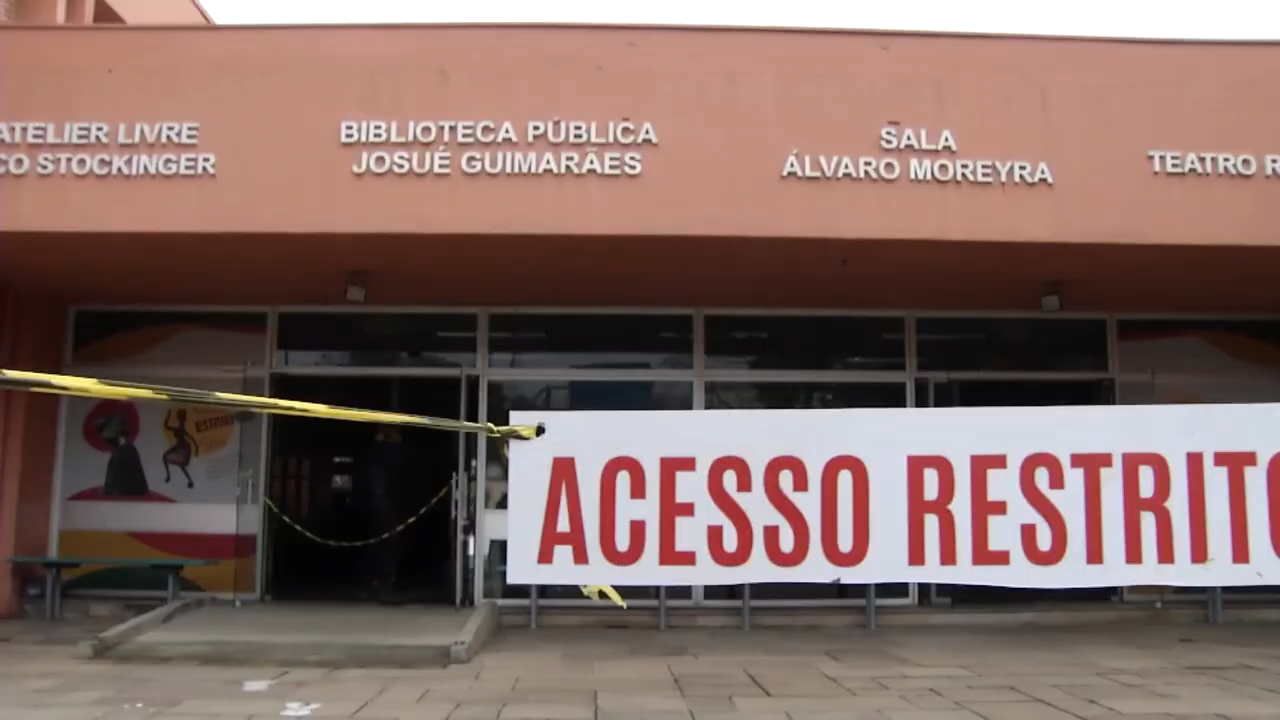 ATELIER LIVRE
CO STOCKINGER
BIBLIOTECA PÚBLICA
JOSUÉ GUIMARÃES
SALA
ÁLVARO MOREYRA
TEATRO R
ACESSO RESTRITO